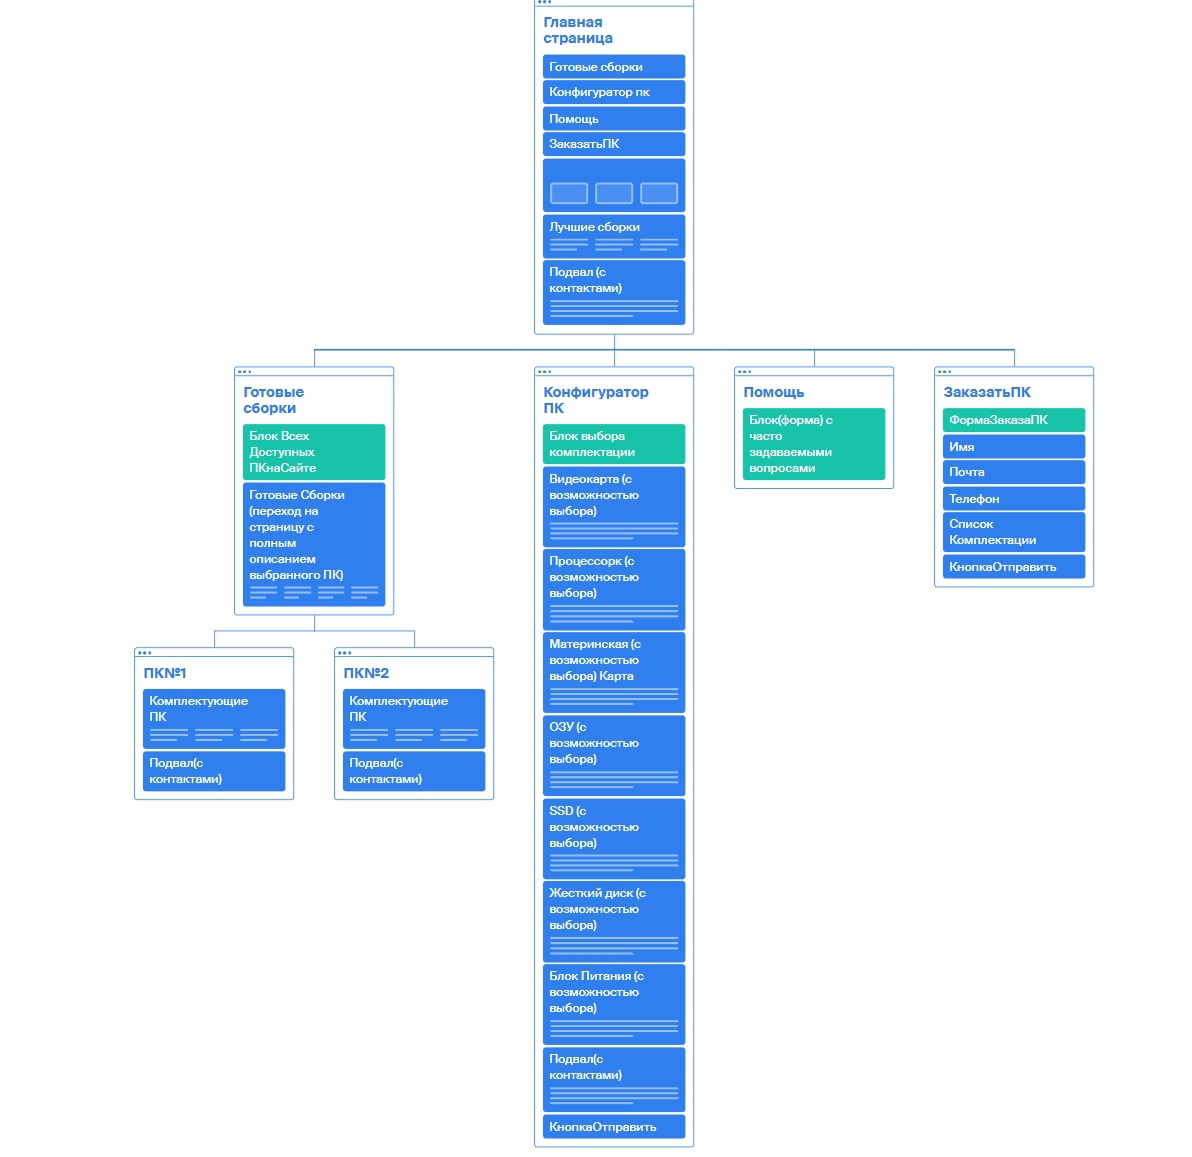 Главная
страница
Готовые сборки
Конфигуратор пк
Помощь
ЗаказатьПК
Лучшие сборки
Подвал (с
контактами)
Готовые
сборки
Блок Всех
Доступных
ПКнаСайте
Готовые Сборки
(переход на
страницу с
полным
описанием
выбранного ПК)
Конфигуратор
ПК
Блок выбора
комплектации
Видеокарта (с
возможностью
выбора)
Процессорк (с
возможностью
выбора)
Материнская (с
возможностью
выбора) Карта
ОЗУ (с
возможностью
выбора)
SSD (с
возможностью
выбора)
Жесткий диск (с
возможностью
выбора)
Блок Питания (с
возможностью
выбора)
Подвал(с
контактами)
КнопкаОтправить
Помощь
Блок(форма) с
часто
задаваемыми
вопросами
ЗаказатьПК
ФормаЗаказаПК
Имя
Почта
Телефон
Список
Комплектации
КнопкаОтправить
ПК№1
Комплектующие
ПК
Подвал(с
контактами)
ПК№2
Комплектующие
ПК
Подвал(с
контактами)